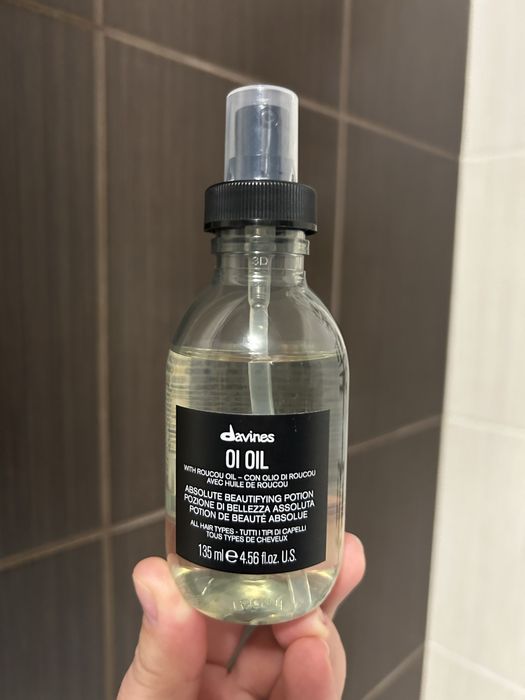 3D
davines
OI OIL
WITH ROUCOU OIL – CON OLIO DI ROUCOU
AVEC HUILE DE ROUCOU
ABSOLUTE BEAUTIFYING POTION
POZIONE DI BELLEZZA ASSOLUTA
POTION DE BEAUTÉ ABSOLUE
ALL HAIR TYPES - TUTTI I TIPI DI CAPELLI
TOUS TYPES DE CHEVEUX
135 ml ℮ 4.56 fl.oz. U.S.